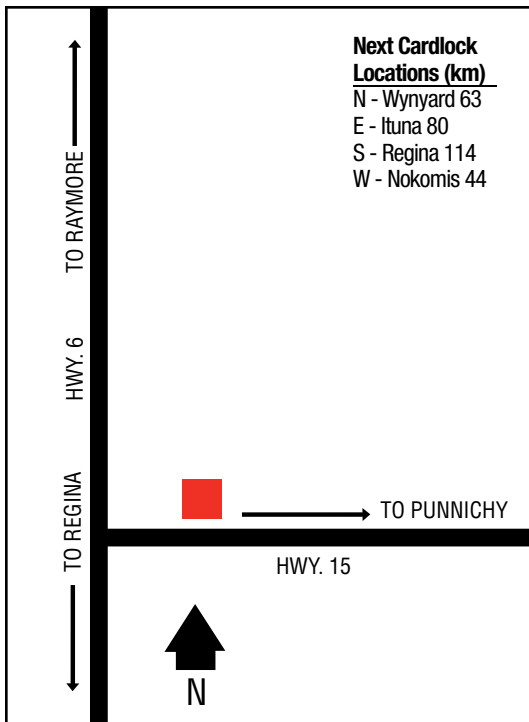 Next Cardlock
Locations (km)
N - Wynyard 63
E - Ituna 80
S - Regina 114
W - Nokomis 44
TO RAYMORE
HWY. 6
TO REGINA
TO PUNNICHY
HWY. 15
N